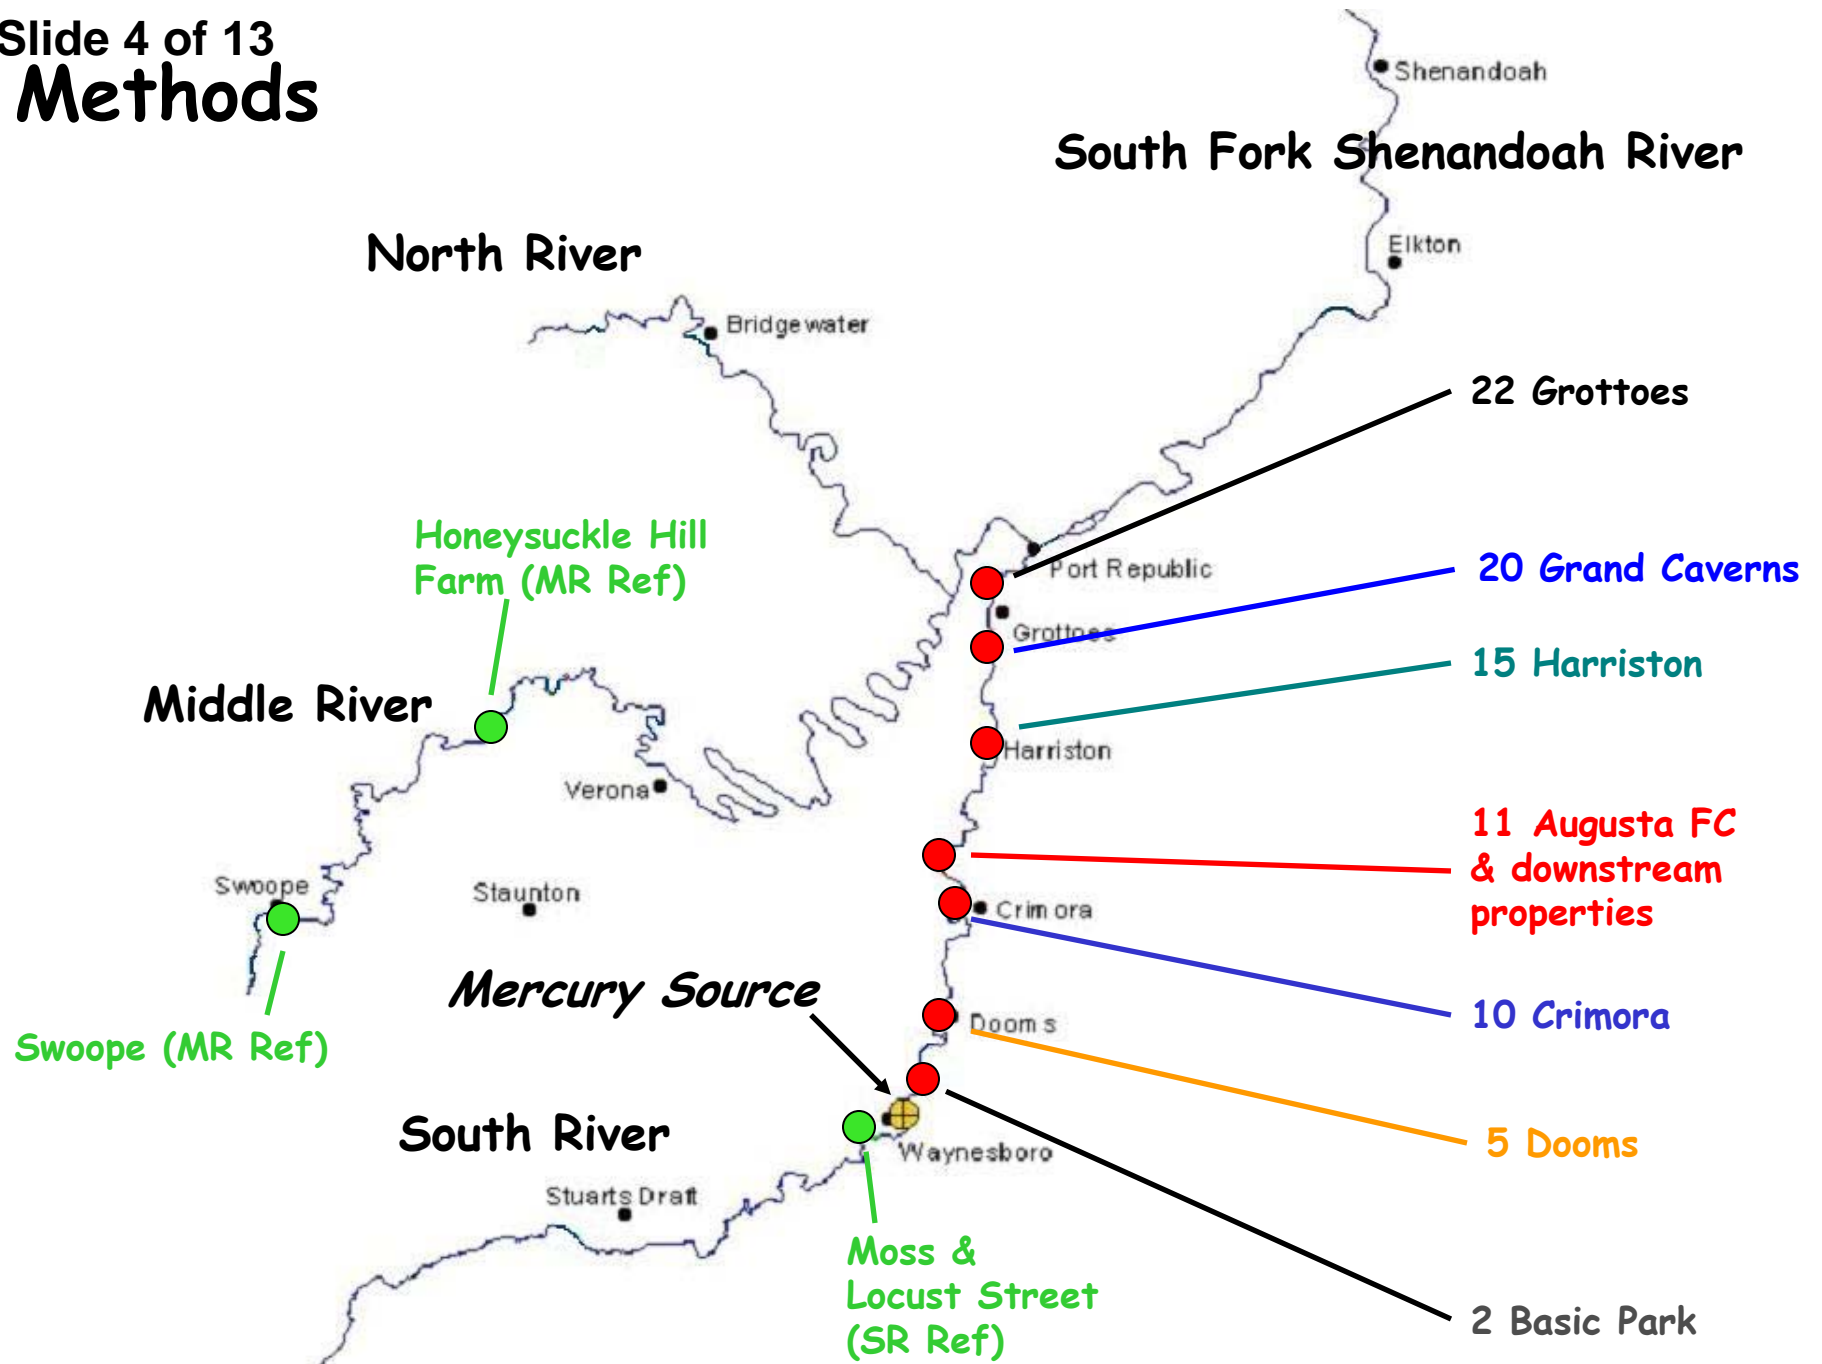 Slide 4 of 13
Methods
Shenandoah
South Fork Shenandoah River
Elkton
North River
Bridgewater
22 Grottoes
Honeysuckle Hill
Farm (MR Ref)
Port Republic
20 Grand Caverns
Grottoes
15 Harriston
Middle River
Harriston
Verona
11 Augusta FC
& downstream
properties
Swoope
Staunton
Crimora
Mercury Source
10 Crimora
Dooms
Swoope (MR Ref)
South River
5 Dooms
Waynesboro
Stuarts Draft
Moss &
Locust Street
(SR Ref)
2 Basic Park